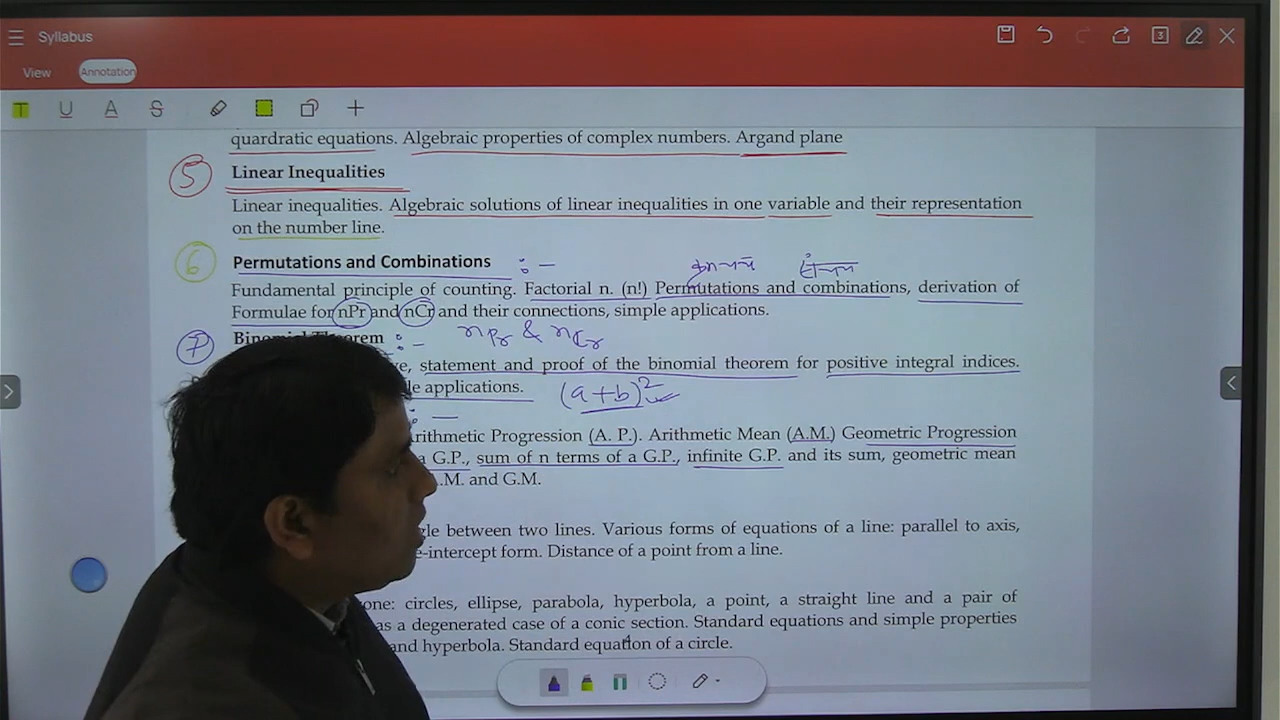 Syllabus
View Annotation
T U A S
quardratic equations. Algebraic properties of complex numbers. Argand plane
5 Linear Inequalities
Linear inequalities. Algebraic solutions of linear inequalities in one variable and their representation
on the number line.
6 Permutations and Combinations :-
Fundamental principle of counting. Factorial n. (n!) Permutations and combinations, derivation of
Formulae for nPr and nCr and their connections, simple applications.
7 Binomial Theorem :- nPr & nCr
statement and proof of the binomial theorem for positive integral indices.
applications. (a+b)²
:-
Arithmetic Progression (A. P.). Arithmetic Mean (A.M.) Geometric Progression
a G.P., sum of n terms of a G.P., infinite G.P. and its sum, geometric mean
A.M. and G.M.
between two lines. Various forms of equations of a line: parallel to axis,
-intercept form. Distance of a point from a line.
circles, ellipse, parabola, hyperbola, a point, a straight line and a pair of
as a degenerated case of a conic section. Standard equations and simple properties
and hyperbola. Standard equation of a circle.